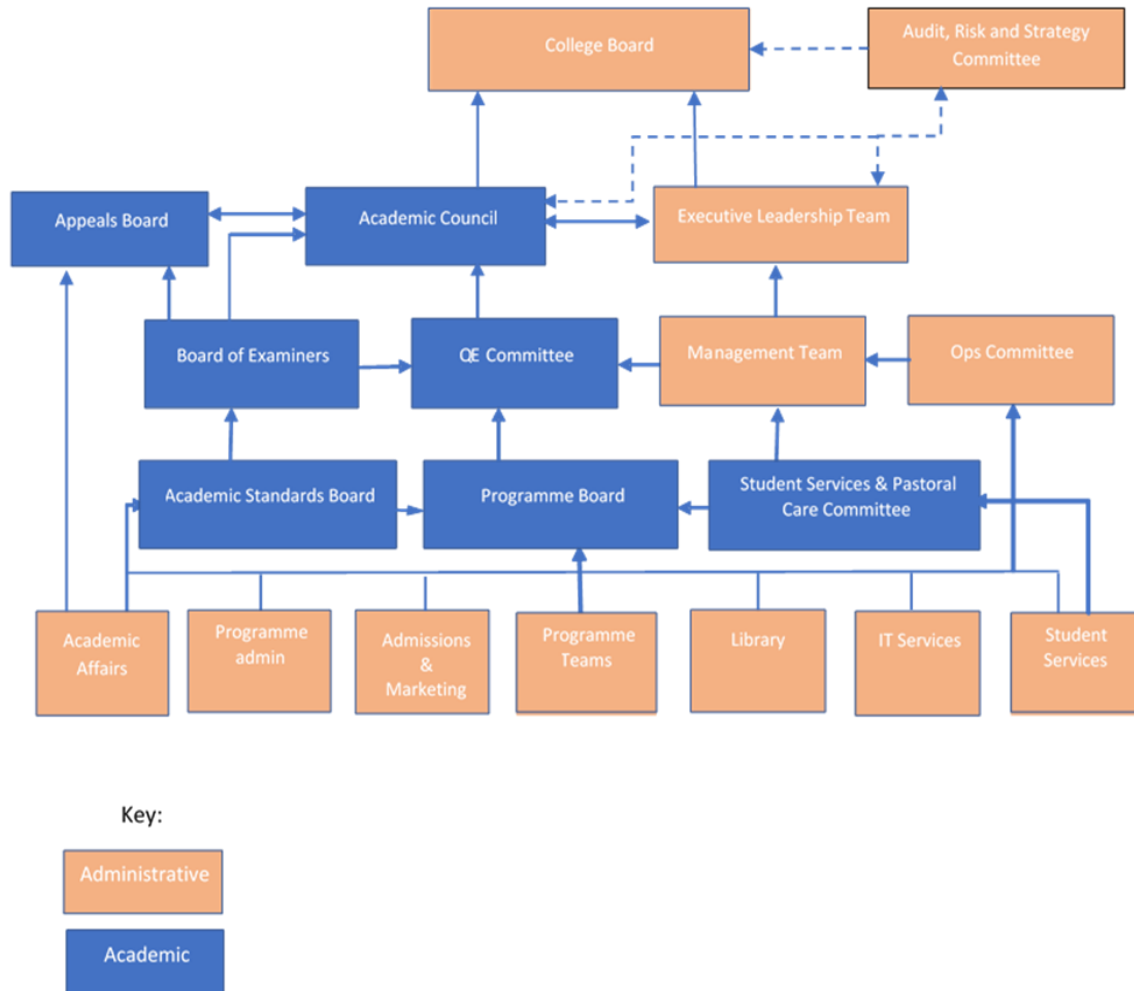 College Board
Audit, Risk and Strategy
Committee
Appeals Board
Academic Council
Executive Leadership Team
Board of Examiners
QE Committee
Management Team
Ops Committee
Academic Standards Board
Programme Board
Student Services & Pastoral
Care Committee
Academic
Affairs
Programme
admin
Admissions
&
Marketing
Programme
Teams
Library
IT Services
Student
Services
Key:
Administrative
Academic